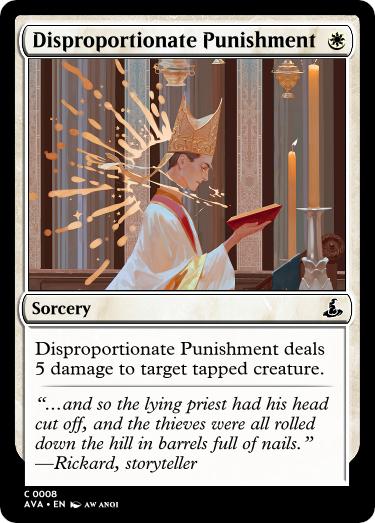 Disproportionate Punishment
Sorcery
Disproportionate Punishment deals
5 damage to target tapped creature.
“…and so the lying priest had his head
cut off, and the thieves were all rolled
down the hill in barrels full of nails.”
—Rickard, storyteller
C 0008
AVA • EN AW ANOI